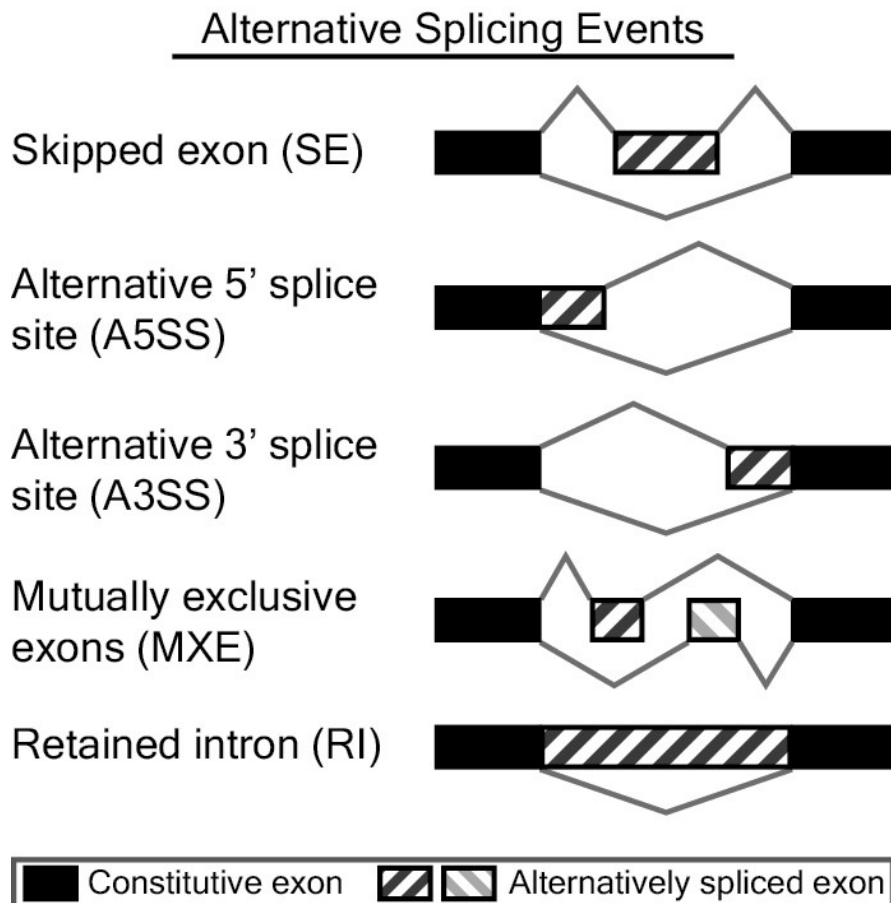 Alternative Splicing Events
Skipped exon (SE)
Alternative 5’ splice
site (A5SS)
Alternative 3’ splice
site (A3SS)
Mutually exclusive
exons (MXE)
Retained intron (RI)
Constitutive exon
Alternatively spliced exon